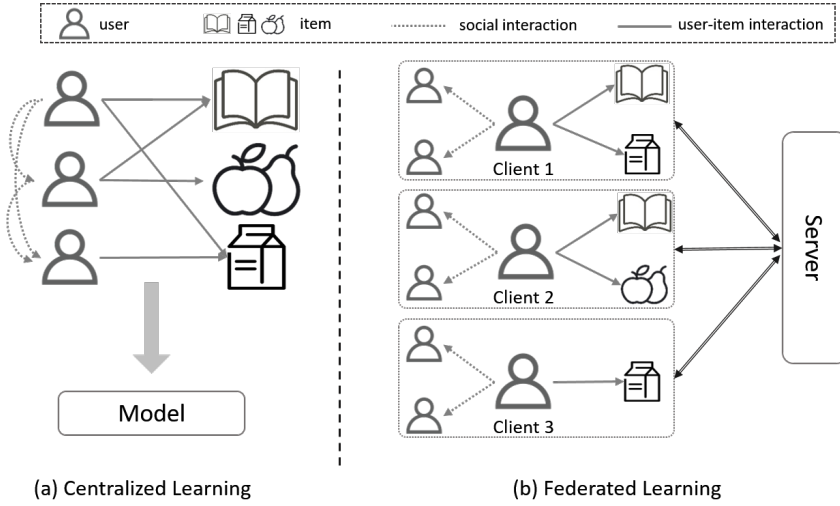 user item social interaction user-item interaction
Client 1
Client 2
Client 3
Server
Model
(a) Centralized Learning
(b) Federated Learning